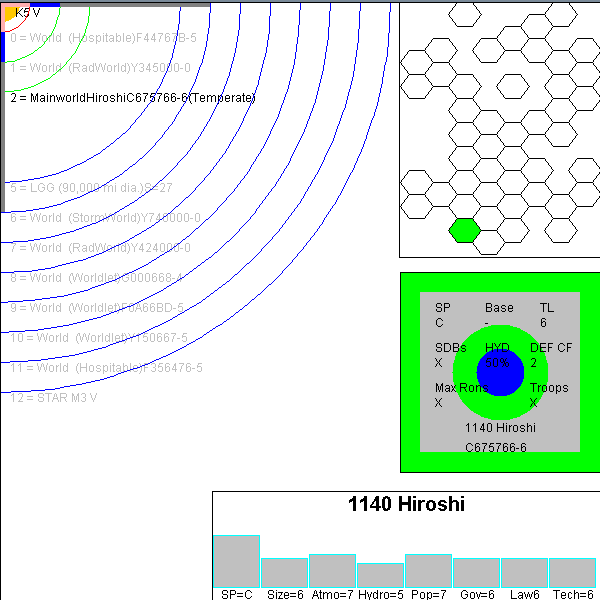 K5 V
0 = World  (Hospitable)F44767B-5
1 = World  (RadWorld)Y345000-0
2 = MainworldHiroshiC675766-6(Temperate)
5 = LGG (90,000 mi dia.)S=27
6 = World  (StormWorld)Y740000-0
7 = World  (RadWorld)Y424000-0
8 = World  (Worldlet)G000668-4
9 = World  (Worldlet)F0A66BD-5
10 = World  (Worldlet)Y150667-5
11 = World  (Hospitable)F356476-5
12 = STAR M3 V
SP Base TL
C - 6
SDBs HYD DEF CF
X 50% 2
Max Ron Troops
X X
1140 Hiroshi
C675766-6
1140 Hiroshi
SP=C Size=6 Atmo=7 Hydro=5 Pop=7 Gov=6 Law6 Tech=6